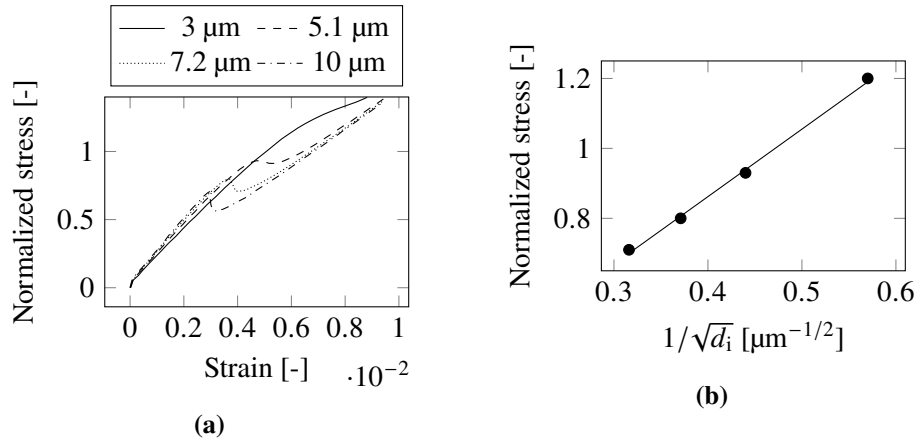 3 μm
5.1 μm
7.2 μm
10 μm
Normalized stress [-]
1
0.5
0
0
0.2
0.4
0.6
0.8
1
Strain [-]
·10⁻²
(a)
Normalized stress [-]
1.2
1
0.8
0.6
0.3
0.4
0.5
0.6
1/√dᵢ [μm⁻¹/²]
(b)